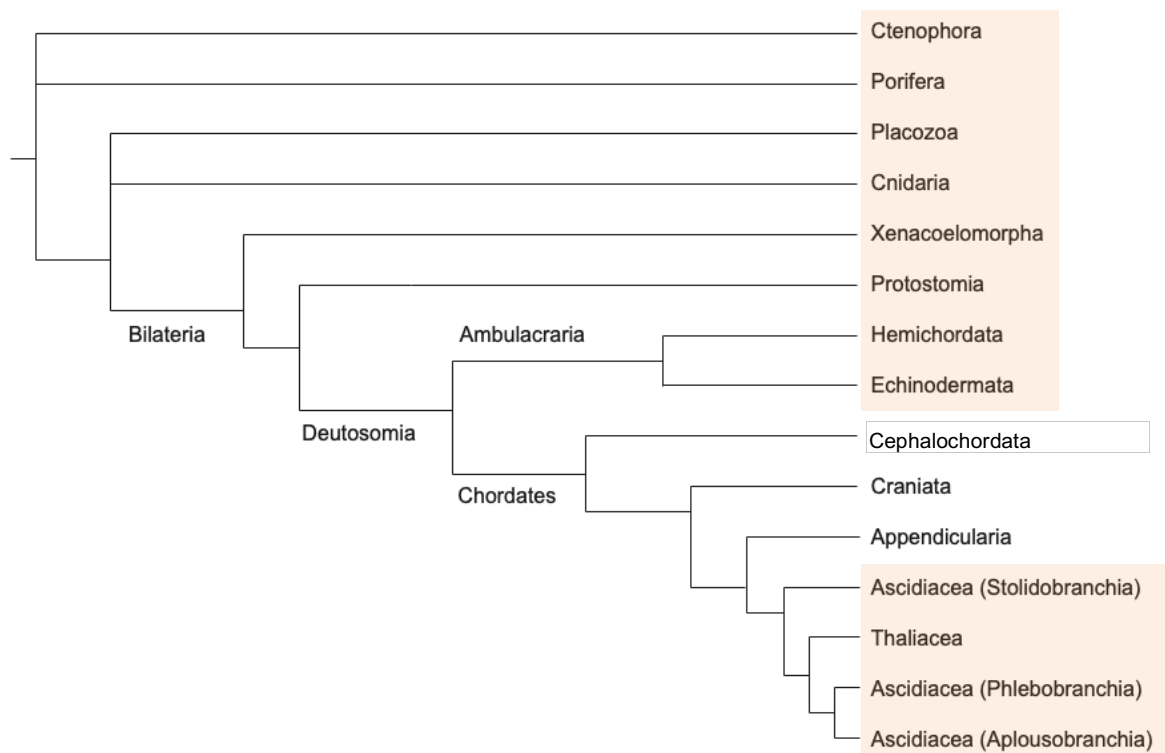 Ctenophora
Porifera
Placozoa
Cnidaria
Xenacoelomorpha
Protostomia
Bilateria
Ambulacraria
Hemichordata
Echinodermata
Deutosomia
Cephalochordata
Chordates
Craniata
Appendicularia
Ascidiacea (Stolidobranchia)
Thaliacea
Ascidiacea (Phlebobranchia)
Ascidiacea (Aplousobranchia)